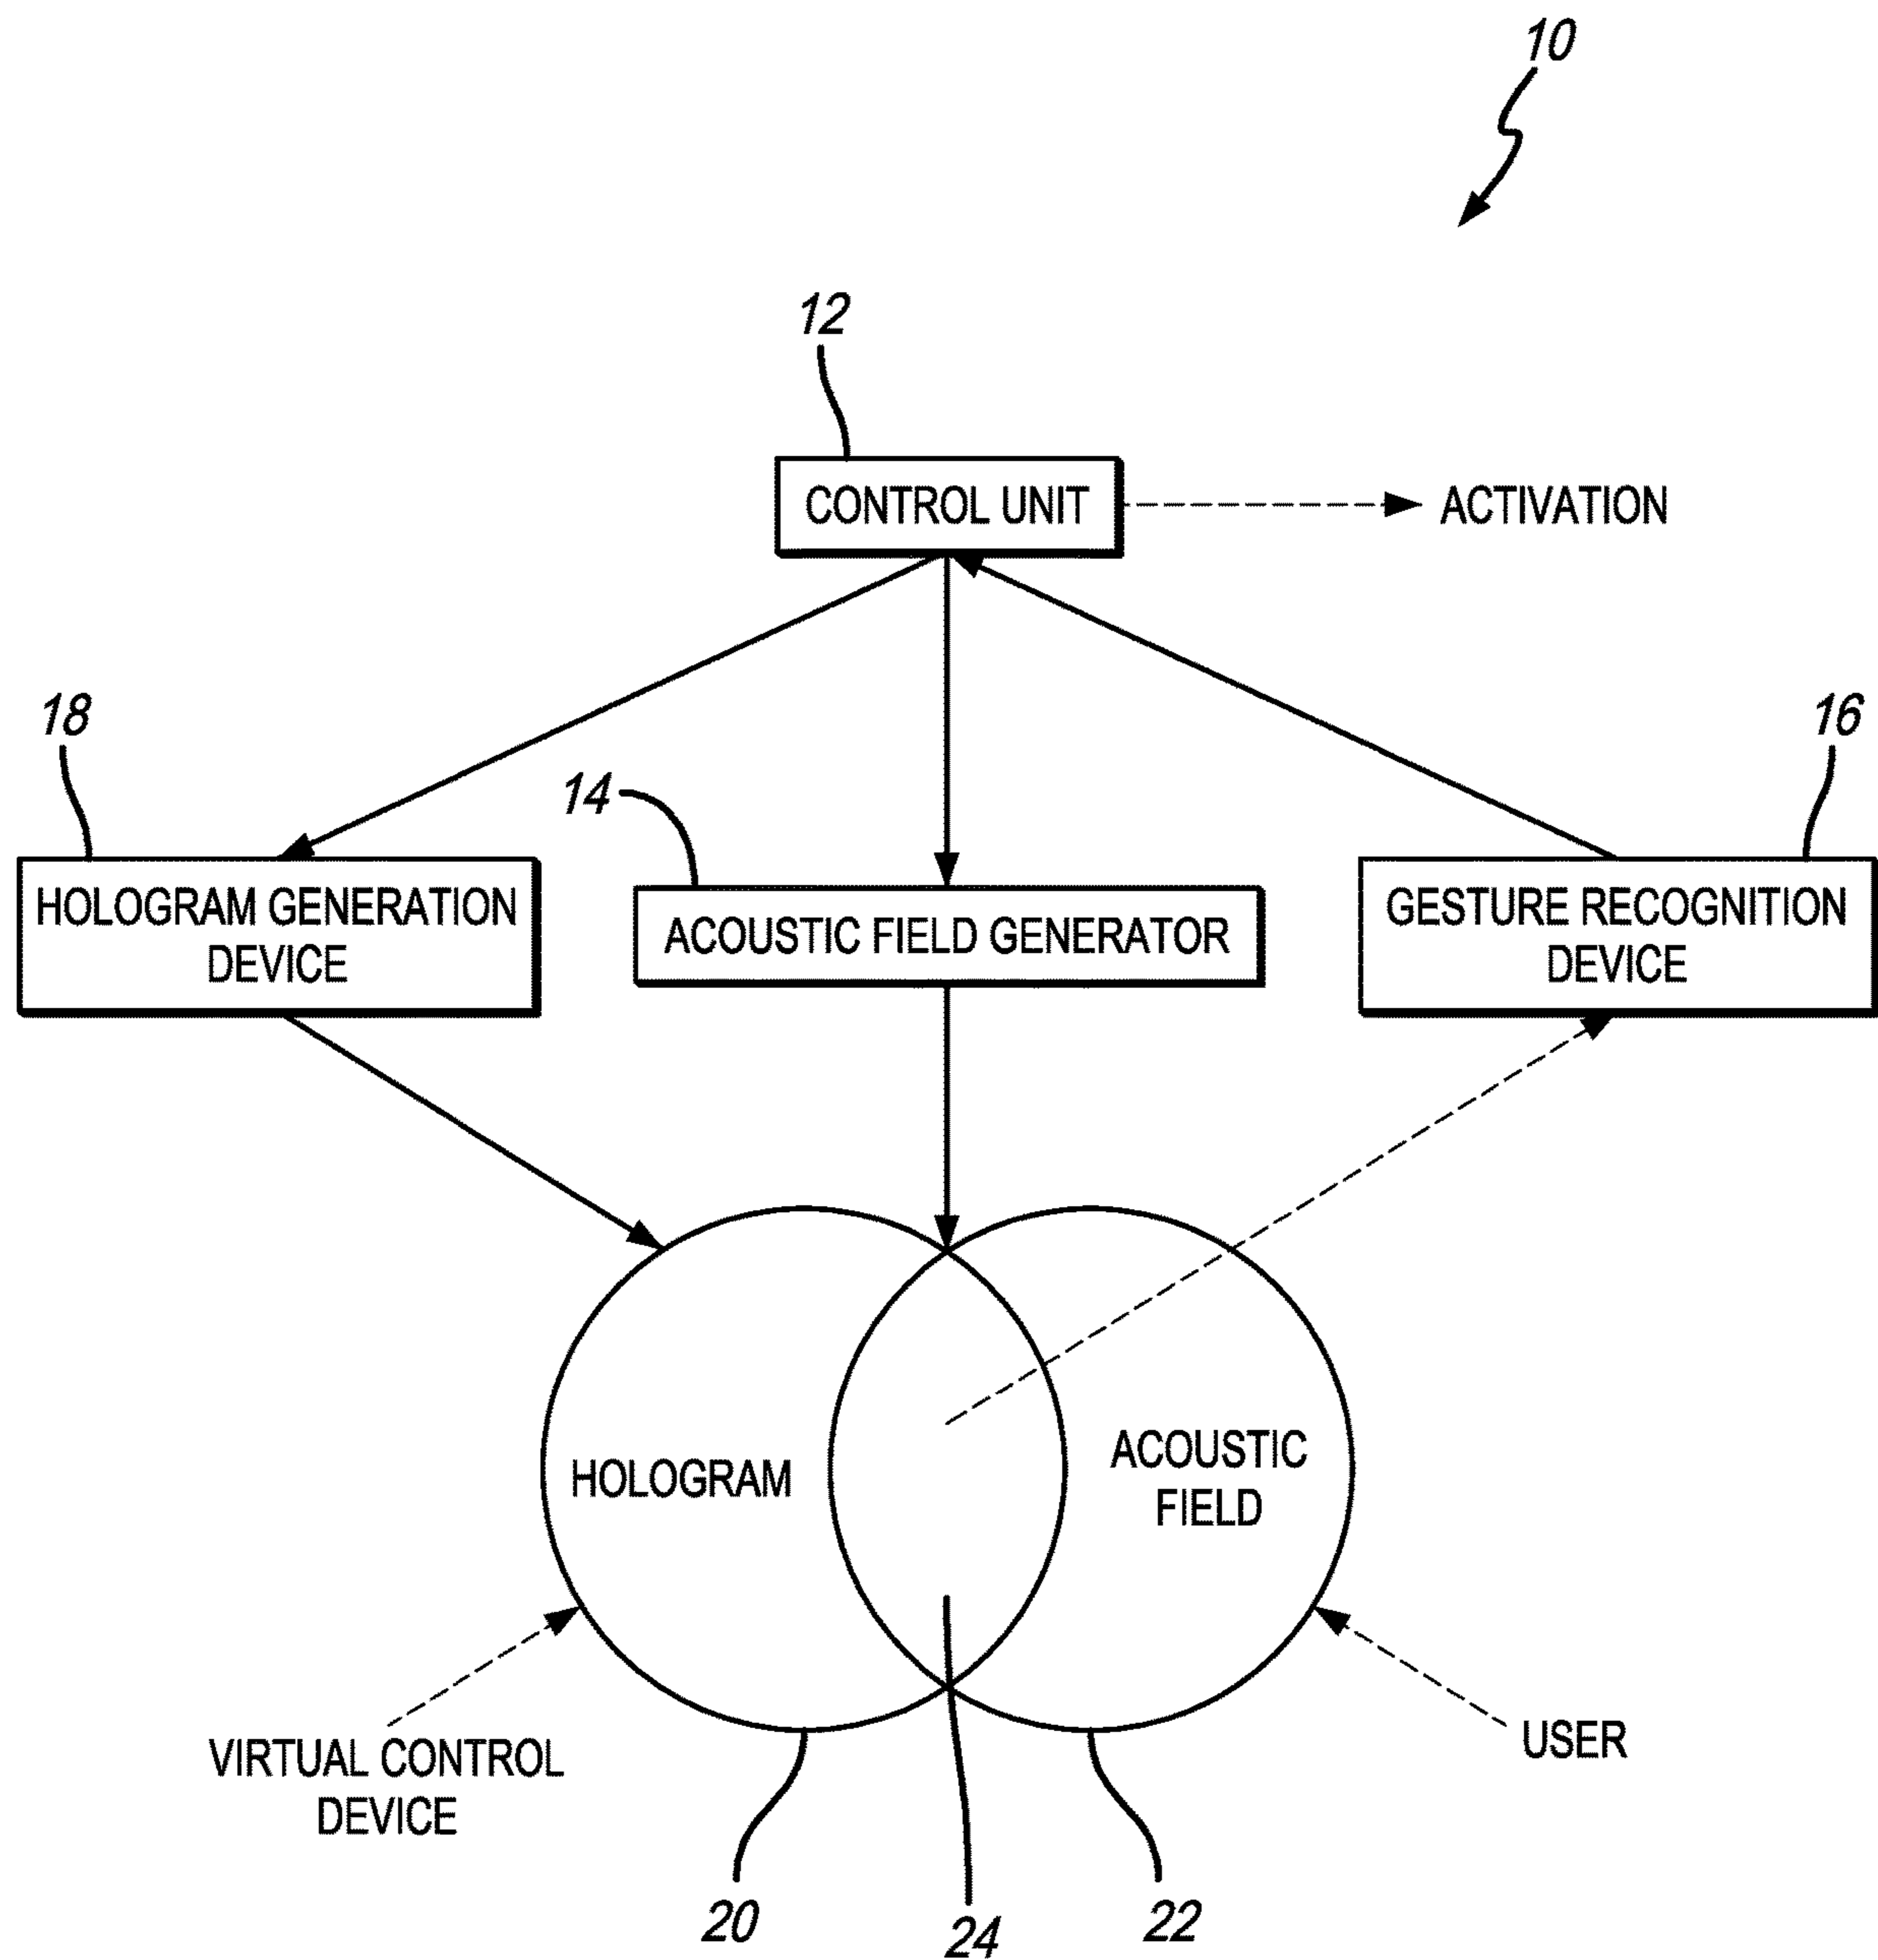 10
12
CONTROL UNIT
ACTIVATION
18
14
16
HOLOGRAM GENERATION
DEVICE
ACOUSTIC FIELD GENERATOR
GESTURE RECOGNITION
DEVICE
HOLOGRAM
ACOUSTIC
FIELD
VIRTUAL CONTROL
DEVICE
USER
20
24
22